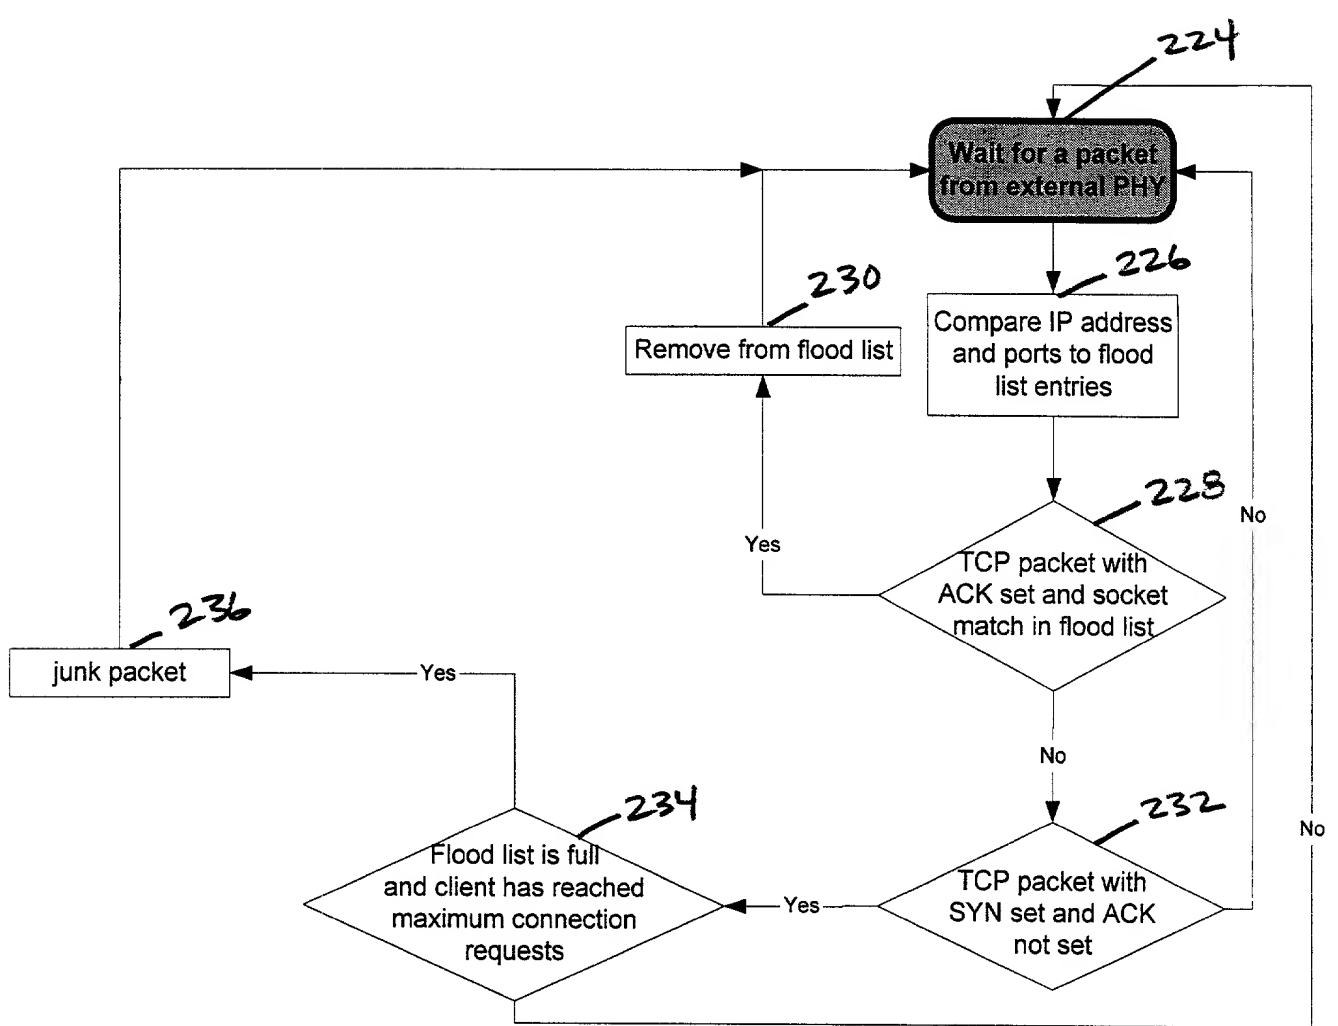 224
Wait for a packet
from external PHY
226
Compare IP address
and ports to flood
list entries
230
Remove from flood list
228
TCP packet with
ACK set and socket
match in flood list
Yes
No
No
236
junk packet
Yes
234
Flood list is full
and client has reached
maximum connection
requests
Yes
232
TCP packet with
SYN set and ACK
not set
No